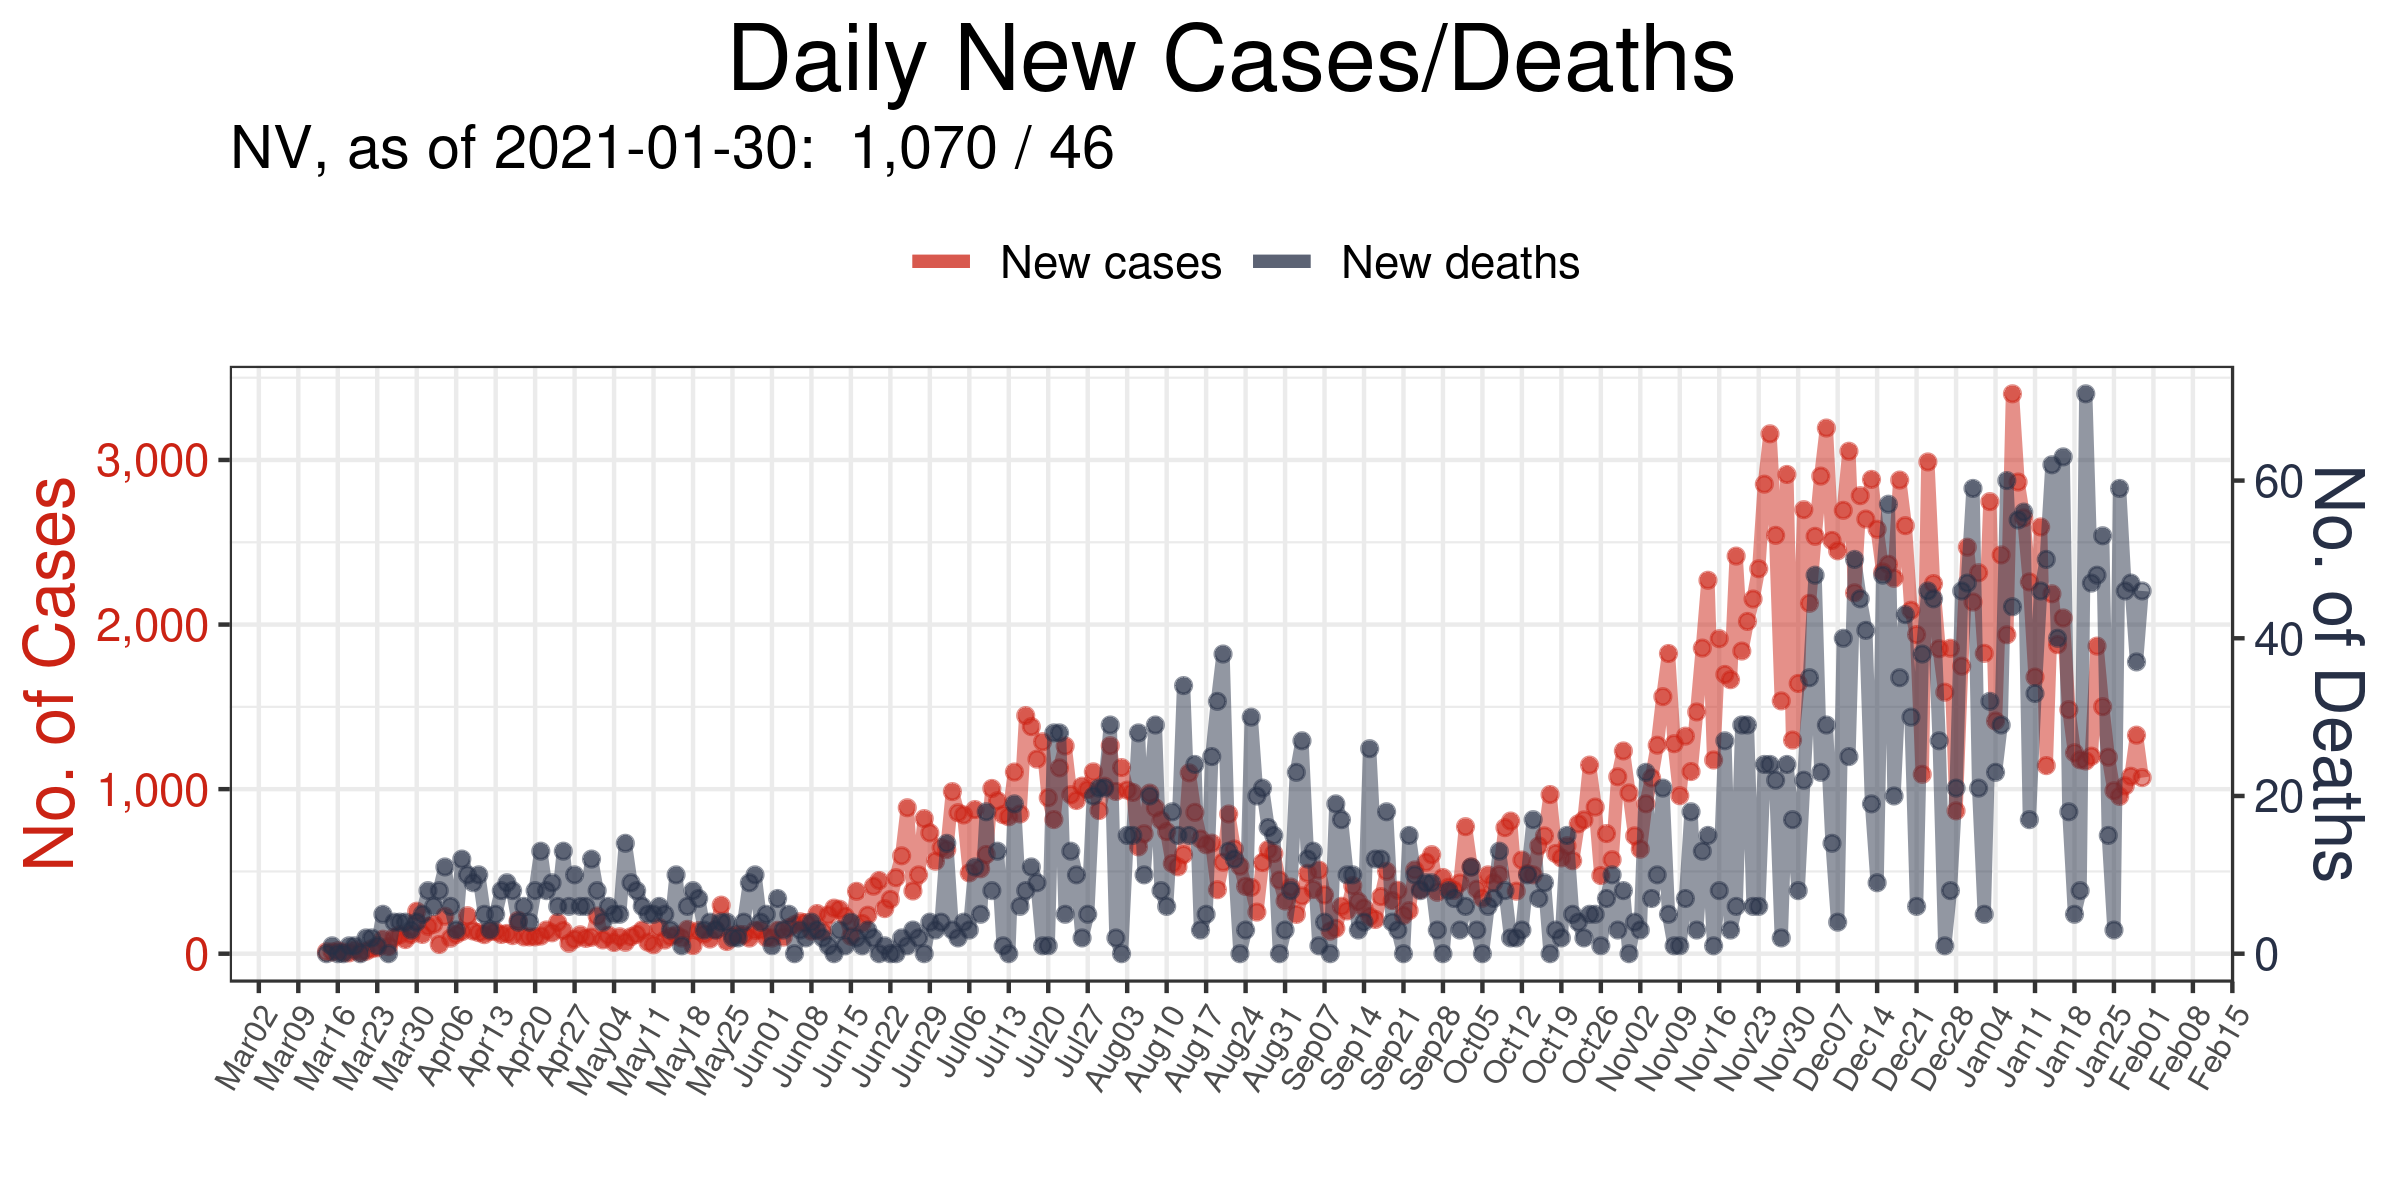 Daily New Cases/Deaths
NV, as of 2021-01-30:  1,070 / 46
New cases
New deaths
No. of Cases
3,000
2,000
1,000
0
60
40
20
0
No. of Deaths
Mar02
Mar09
Mar16
Mar23
Mar30
Apr06
Apr13
Apr20
Apr27
May04
May11
May18
May25
Jun01
Jun08
Jun15
Jun22
Jun29
Jul06
Jul13
Jul20
Jul27
Aug03
Aug10
Aug17
Aug24
Aug31
Sep07
Sep14
Sep21
Sep28
Oct05
Oct12
Oct19
Oct26
Nov02
Nov09
Nov16
Nov23
Nov30
Dec07
Dec14
Dec21
Dec28
Jan04
Jan11
Jan18
Jan25
Feb01
Feb08
Feb15